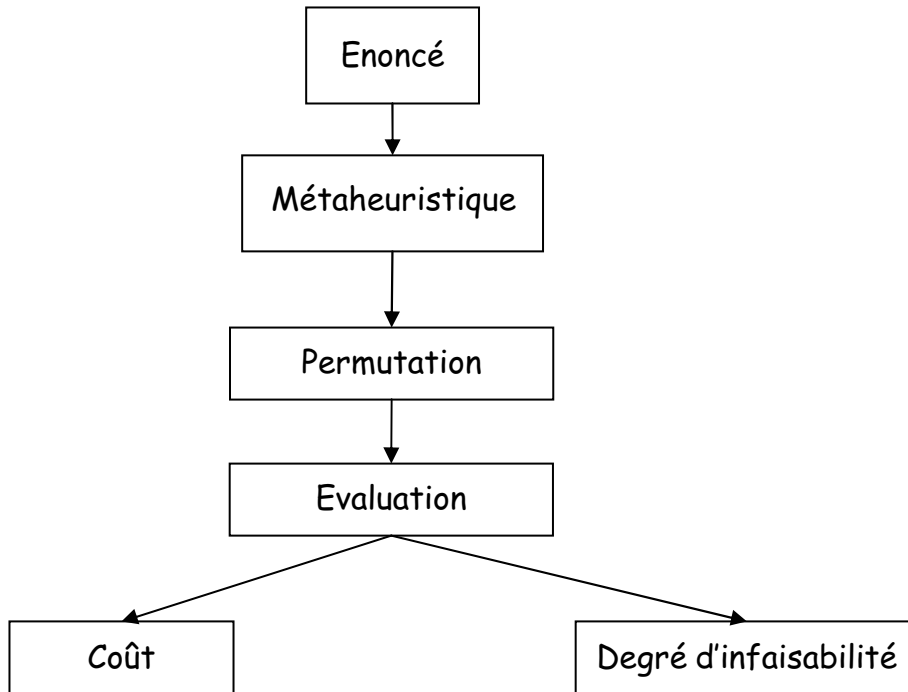 Enoncé
Métaheuristique
Permutation
Evaluation
Coût
Degré d'infaisabilité